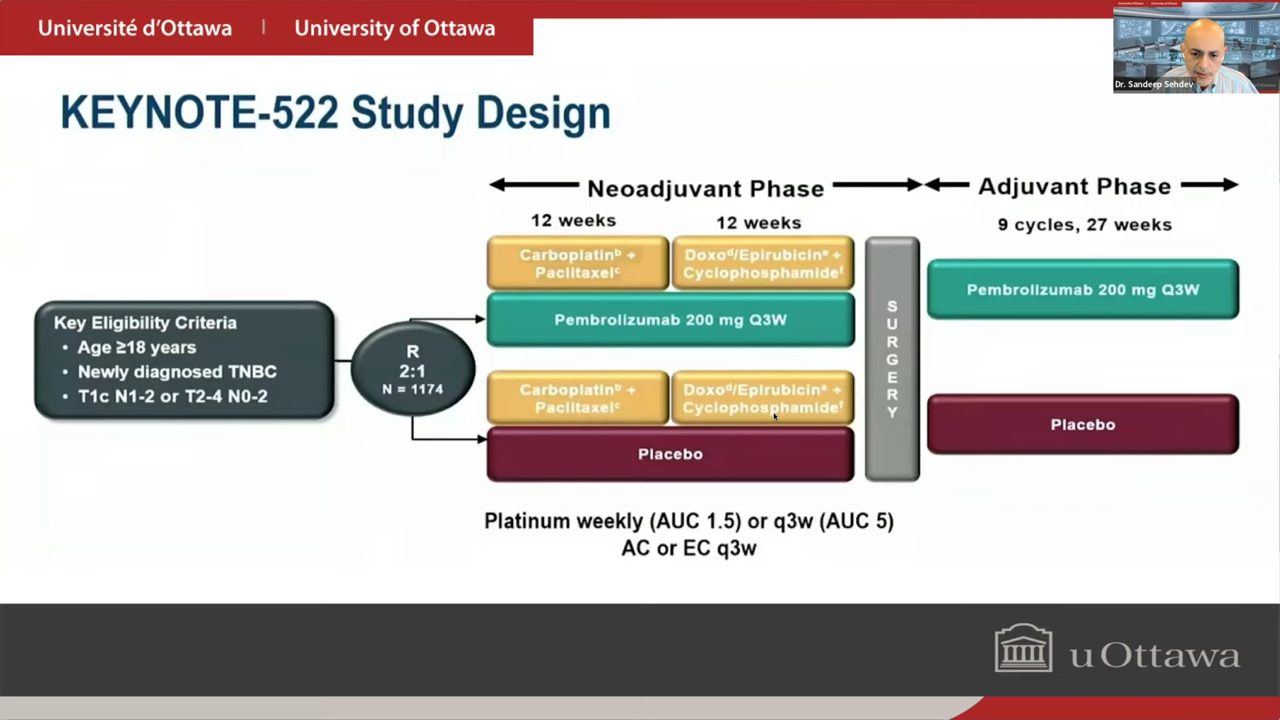 Université d'Ottawa | University of Ottawa
Dr. Sandeep Sehdev
KEYNOTE-522 Study Design
Neoadjuvant Phase
Adjuvant Phase
12 weeks
12 weeks
9 cycles, 27 weeks
Carboplatinᵇ +
Paclitaxelᶜ
Doxoᵈ/Epirubicinᵉ +
Cyclophosphamideᶠ
Pembrolizumab 200 mg Q3W
SURGERY
Pembrolizumab 200 mg Q3W
Key Eligibility Criteria
• Age ≥18 years
• Newly diagnosed TNBC
• T1c N1-2 or T2-4 N0-2
R
2:1
N = 1174
Carboplatinᵇ +
Paclitaxelᶜ
Doxoᵈ/Epirubicinᵉ +
Cyclophosphamideᶠ
Placebo
Placebo
Platinum weekly (AUC 1.5) or q3w (AUC 5)
AC or EC q3w
uOttawa